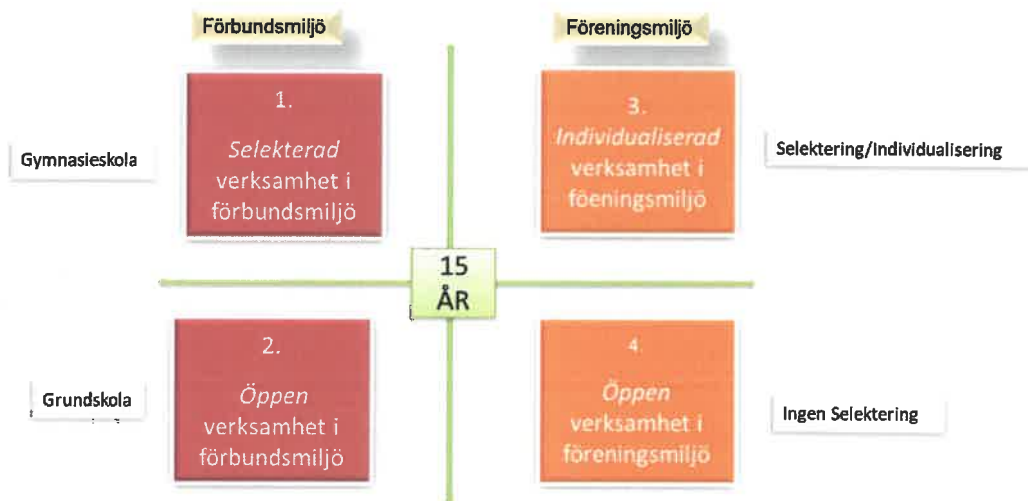 Förbundsmiljö
Föreningsmiljö
Gymnasieskola
1.
Selekterad
verksamhet i
förbundsmiljö
3.
Individualiserad
verksamhet i
föeningsmiljö
Selektering/Individualisering
15
ÅR
Grundskola
2.
Öppen
verksamhet i
förbundsmiljö
4.
Öppen
verksamhet i
föreningsmiljö
Ingen Selektering